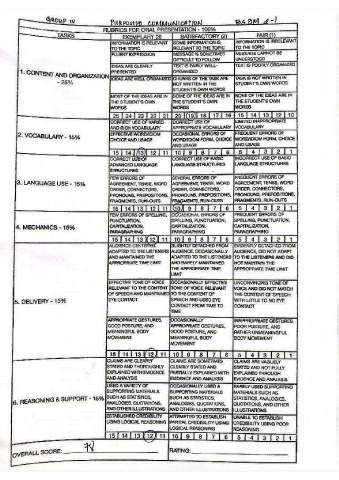 GROUP IV PURPOSIVE COMMUNICATION BSBM 2-1
RUBRICS FOR ORAL PRESENTATION - 100%
TASKS EXEMPLARY (3) SATISFACTORY (2) FAIR (1)
1. CONTENT AND ORGANIZATION - 25%
INFORMATION IS RELEVANT TO THE TOPIC
SOME INFORMATION IS RELEVANT TO THE TOPIC
INFORMATION IS IRRELEVANT TO THE TOPIC
FLUENT EXPRESSION
MESSAGE IS SOMETIMES DIFFICULT TO FOLLOW
MESSAGE CANNOT BE UNDERSTOOD
IDEAS ARE CLEARLY PRESENTED
TEXT IS FAIRLY WELL-ORGANIZED
TEXT IS POORLY ORGANIZED
IDEAS ARE WELL ORGANIZED
CHUNKS OF THE TASK ARE NOT WRITTEN IN THE STUDENT'S OWN WORDS
TASK IS NOT WRITTEN IN STUDENT'S OWN WORDS
MOST OF THE IDEAS ARE IN THE STUDENT'S OWN WORDS
SOME OF THE IDEAS ARE IN THE STUDENT'S OWN WORDS
NONE OF THE IDEAS ARE IN THE STUDENT'S OWN WORDS
25 24 23 22 21 20 19 18 17 16 15 14 13 12 10
2. VOCABULARY - 15%
CORRECT USE OF VARIED AND RICH VOCABULARY
CORRECT USE OF APPROPRIATE VOCABULARY
LIMITED INAPPROPRIATE VOCABULARY
EFFECTIVE WORD/IDIOM CHOICE AND USAGE
OCCASIONAL ERRORS OF WORD/IDIOM FORM, CHOICE AND USAGE
FREQUENT ERRORS OF WORD/IDIOM FORM, CHOICE AND USAGE
15 14 13 12 11 10 9 8 7 6 5 4 3 2 1
3. LANGUAGE USE - 15%
CORRECT USE OF ADVANCED LANGUAGE STRUCTURES
CORRECT USE OF BASIC LANGUAGE STRUCTURES
INCORRECT USE OF BASIC LANGUAGE STRUCTURES
FEW ERRORS OF AGREEMENT, TENSE, WORD ORDER, CONNECTORS, PRONOUNS, PREPOSITIONS, FRAGMENTS, RUN-OUTS
SEVERAL ERRORS OF AGREEMENT, TENSE, WORD ORDER, CONNECTORS, PRONOUNS, PREPOSITIONS, FRAGMENTS, RUN-OUTS
FREQUENT ERRORS OF AGREEMENT, TENSE, WORD ORDER, CONNECTORS, PRONOUNS, PREPOSITIONS, FRAGMENTS, RUN-OUTS
15 14 13 12 11 10 9 8 7 6 5 4 3 2 1
4. MECHANICS - 15%
FEW ERRORS OF SPELLING, PUNCTUATION, CAPITALIZATION, PARAGRAPHING
OCCASIONAL ERRORS OF SPELLING, PUNCTUATION, CAPITALIZATION, PARAGRAPHING
FREQUENT ERRORS OF SPELLING, PUNCTUATION, CAPITALIZATION, PARAGRAPHING
15 14 13 12 11 10 9 8 7 6 5 4 3 2 1
5. DELIVERY - 15%
AUDIENCE CENTERED, ADAPTED TO THE LISTENERS AND MAINTAINED THE APPROPRIATE TIME LIMIT
SLIGHTLY DETACHED FROM AUDIENCE, OCCASIONALLY ADAPTED TO THE LISTENERS AND RARELY MAINTAINED THE APPROPRIATE TIME LIMIT
DETACHED FROM AUDIENCE, DID NOT ADAPT TO THE LISTENERS AND DID NOT MAINTAIN THE APPROPRIATE TIME LIMIT
EFFECTIVE TONE OF VOICE RELEVANT TO THE CONTENT OF SPEECH AND MAINTAINED EYE CONTACT
OCCASIONALLY EFFECTIVE TONE OF VOICE RELEVANT TO THE CONTENT OF SPEECH AND USED EYE CONTACT FROM TIME TO TIME
UNCONVINCING TONE OF VOICE AND DID NOT MATCH THE CONTENT OF SPEECH WITH LITTLE TO NO EYE CONTACT
APPROPRIATE GESTURES, GOOD POSTURE, AND MEANINGFUL BODY MOVEMENT
OCCASIONALLY APPROPRIATE GESTURES, GOOD POSTURE, AND MEANINGFUL BODY MOVEMENT
INAPPROPRIATE GESTURES, POOR POSTURE, AND RATHER UNMEANINGFUL BODY MOVEMENT
15 14 13 12 11 10 9 8 7 6 5 4 3 2 1
6. REASONING & SUPPORT - 15%
CLAIMS ARE CLEARLY STATED AND THOROUGHLY EXPLAINED WITH EVIDENCE AND ANALYSIS
CLAIMS ARE SOMETIMES CLEARLY STATED AND PARTIALLY EXPLAINED WITH EVIDENCE AND ANALYSIS
CLAIMS ARE VAGUELY STATED AND NOT FULLY EXPLAINED THROUGH EVIDENCE AND ANALYSIS
USED A VARIETY OF SUPPORTING MATERIALS SUCH AS STATISTICS, ANALOGIES, QUOTATIONS, AND OTHER ILLUSTRATIONS
OCCASIONALLY USED A SUPPORTING MATERIALS SUCH AS STATISTICS, ANALOGIES, QUOTATIONS, AND OTHER ILLUSTRATIONS
RARELY USED SUPPORTING MATERIALS SUCH AS STATISTICS, ANALOGIES, QUOTATIONS, AND OTHER ILLUSTRATIONS
ESTABLISHED CREDIBILITY USING LOGICAL REASONING
ATTEMPTED TO ESTABLISH PARTIAL CREDIBILITY USING LOGICAL REASONING
UNABLE TO ESTABLISH CREDIBILITY USING POOR REASONING
15 14 13 12 11 10 9 8 7 6 5 4 3 2 1
OVERALL SCORE: 78 RATING: